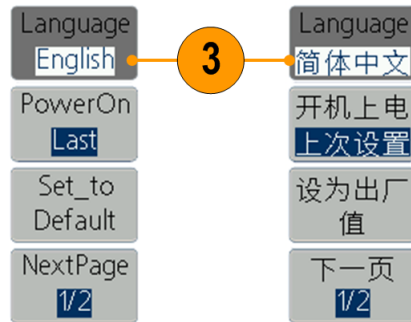 Language
English
PowerOn
Last
Set_to
Default
NextPage
1/2
3
Language
简体中文
开机上电
上次设置
设为出厂
值
下一页
1/2